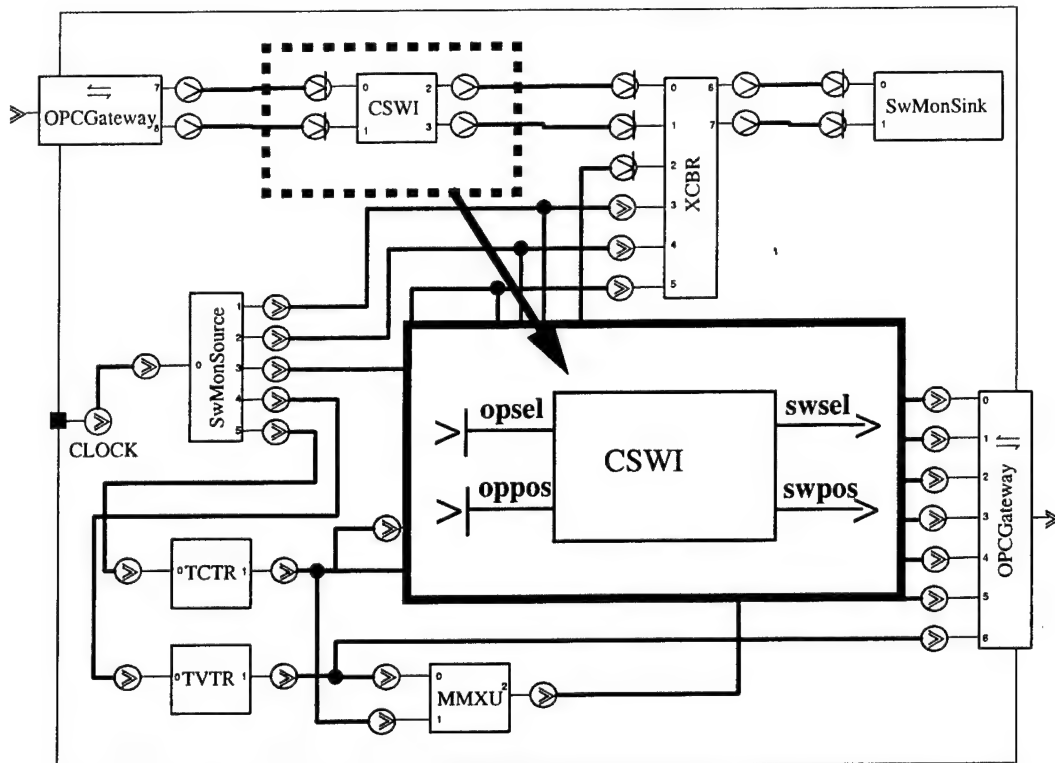 OPCGateway
7
8
0
CSWI
2
1
3
0
1
2
3
4
5
XCBR
6
7
0
SwMonSink
1
CLOCK
0
SwMonSource
1
2
3
4
5
opsel
swsel
CSWI
oppos
swpos
0
1
2
3
4
5
6
OPCGateway
0 TCTR 1
0 TVTR 1
0
MMXU 2
1